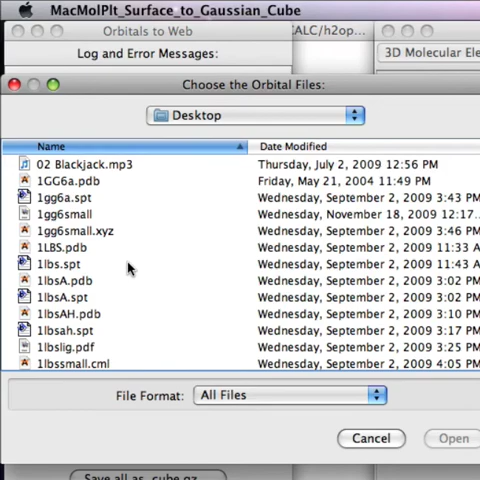 MacMolPlt_Surface_to_Gaussian_Cube
Orbitals to Web
CALC/h2op...
Log and Error Messages:
3D Molecular Ele
Choose the Orbital Files:
Desktop
Name Date Modified
02 Blackjack.mp3 Thursday, July 2, 2009 12:56 PM
1GG6a.pdb Friday, May 21, 2004 11:49 PM
1gg6a.spt Wednesday, September 2, 2009 3:43 PM
1gg6small Wednesday, November 18, 2009 12:17...
1gg6small.xyz Wednesday, September 2, 2009 3:46 PM
1LBS.pdb Wednesday, September 2, 2009 11:33 A
1lbs.spt Wednesday, September 2, 2009 11:43 A
1lbsA.pdb Wednesday, September 2, 2009 3:02 PM
1lbsA.spt Wednesday, September 2, 2009 3:02 PM
1lbsAH.pdb Wednesday, September 2, 2009 3:10 PM
1lbsah.spt Wednesday, September 2, 2009 3:17 PM
1lbslig.pdf Wednesday, September 2, 2009 3:25 PM
1lbssmall.cml Wednesday, September 2, 2009 4:05 PM
File Format: All Files
Cancel Open
Save all as .cube.gz